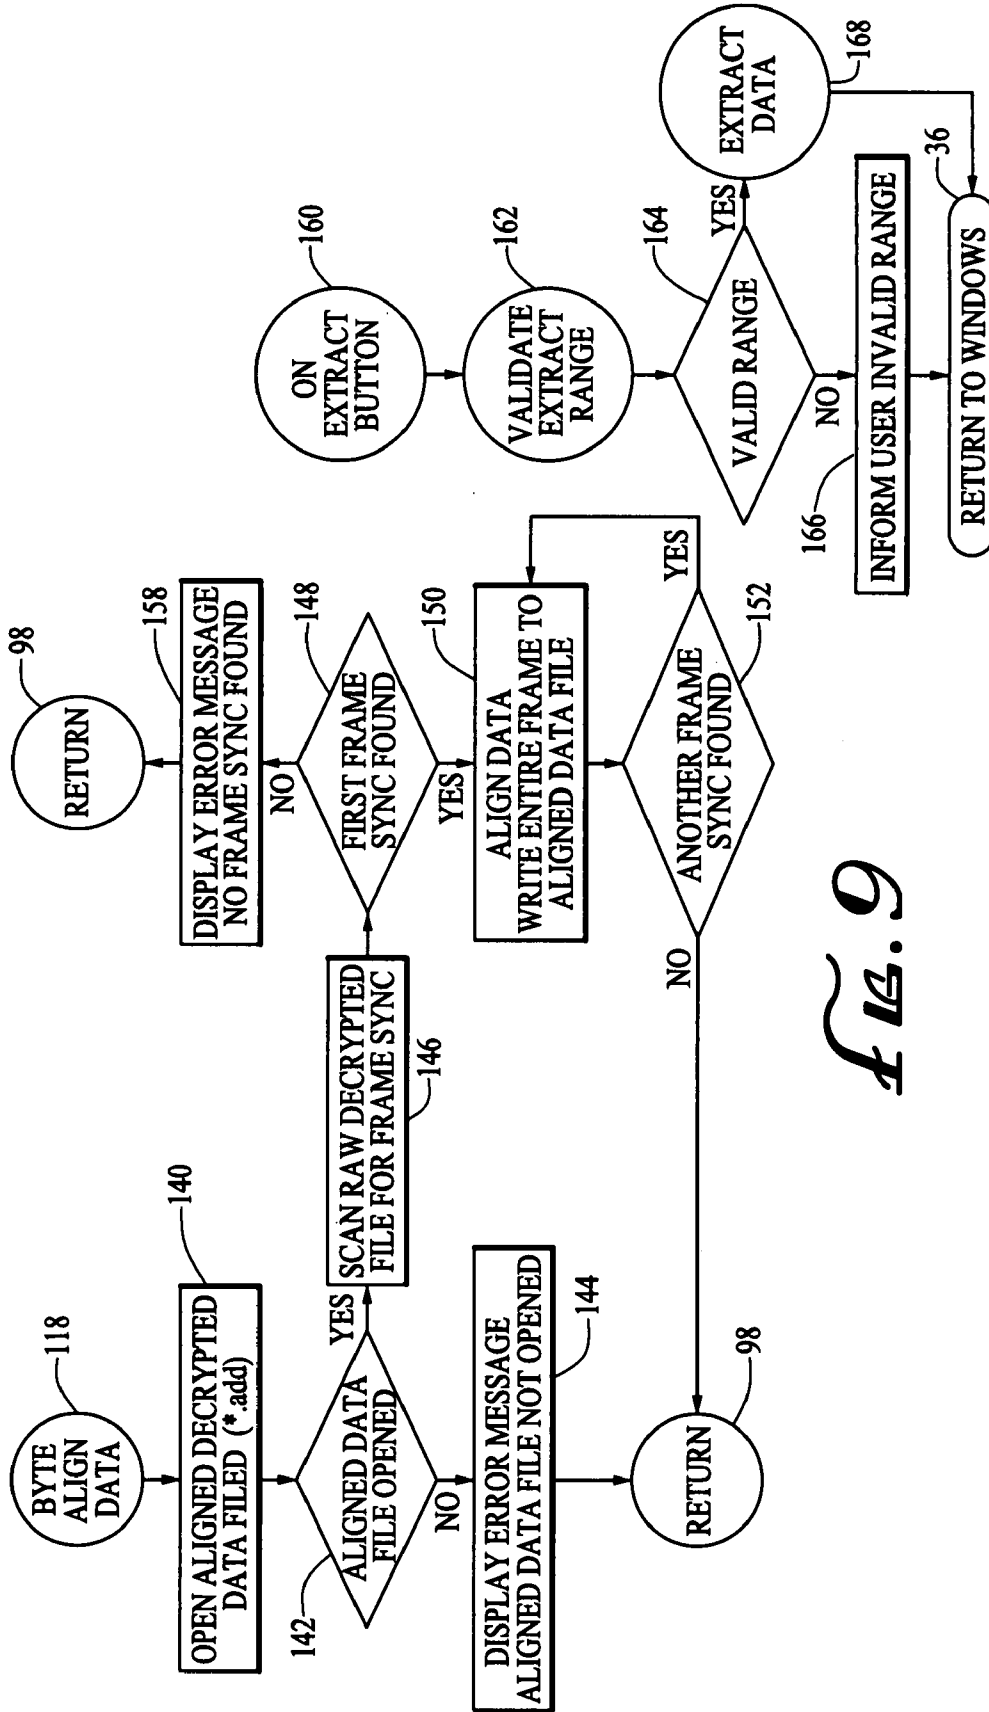 BYTE
ALIGN
DATA
118
OPEN ALIGNED DECRYPTED
DATA FILED (*.add)
140
ALIGNED DATA
FILE OPENED
142
YES
NO
DISPLAY ERROR MESSAGE
ALIGNED DATA FILE NOT OPENED
144
RETURN
98
SCAN RAW DECRYPTED
FILE FOR FRAME SYNC
146
RETURN
98
DISPLAY ERROR MESSAGE
NO FRAME SYNC FOUND
158
NO
FIRST FRAME
SYNC FOUND
148
YES
ALIGN DATA
WRITE ENTIRE FRAME TO
ALIGNED DATA FILE
150
ANOTHER FRAME
SYNC FOUND
152
YES
NO
ON
EXTRACT
BUTTON
160
VALIDATE
EXTRACT
RANGE
162
VALID RANGE
164
YES
EXTRACT
DATA
168
NO
INFORM USER INVALID RANGE
166
RETURN TO WINDOWS
36
FIG. 9